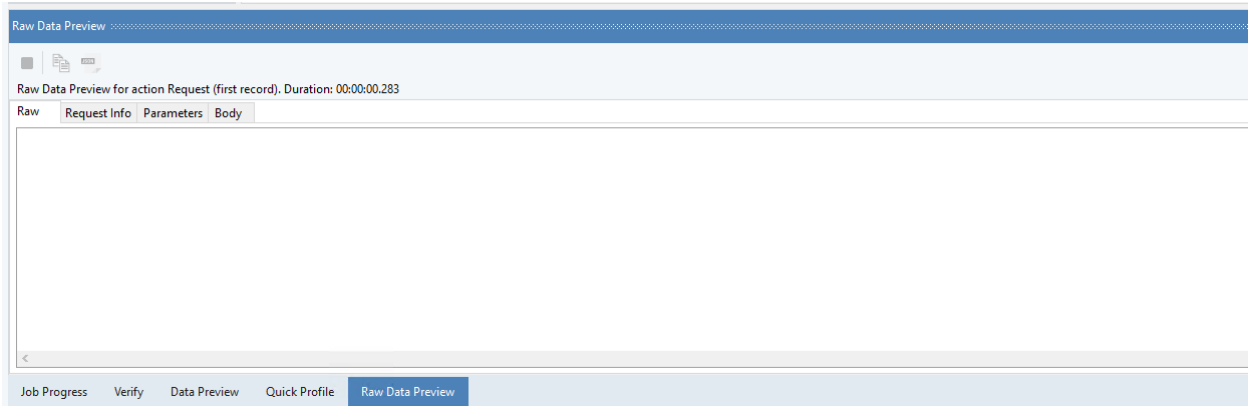 Raw Data Preview
JSON
Raw Data Preview for action Request (first record). Duration: 00:00:00.283
Raw Request Info Parameters Body
Job Progress Verify Data Preview Quick Profile Raw Data Preview